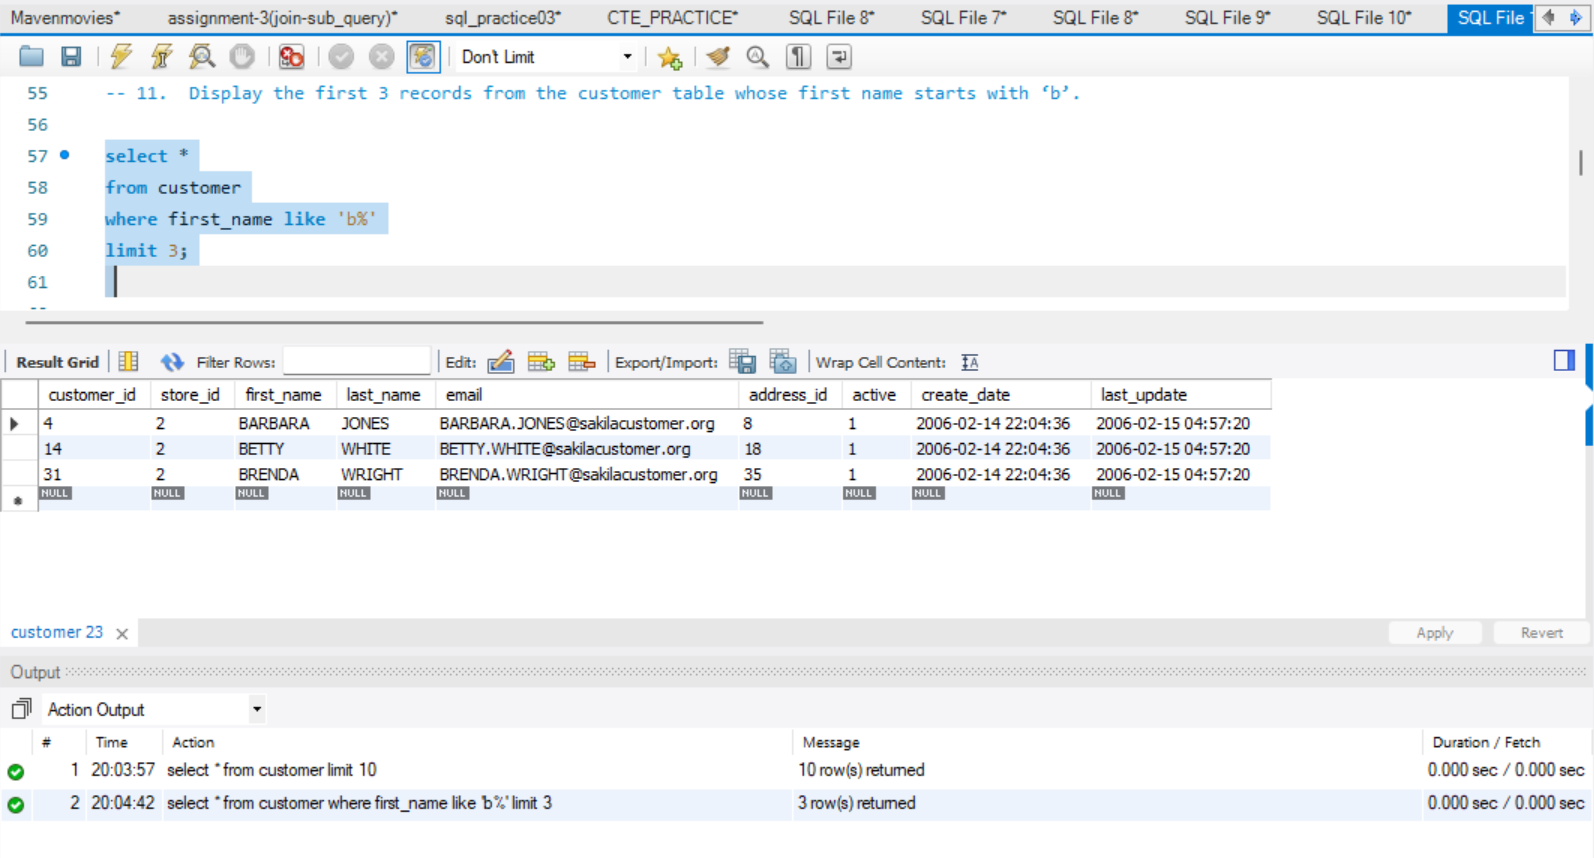 Mavenmovies* assignment-3(join-sub_query)* sql_practice03* CTE_PRACTICE* SQL File 8* SQL File 7* SQL File 8* SQL File 9* SQL File 10* SQL File
Don't Limit
55 -- 11. Display the first 3 records from the customer table whose first name starts with ‘b’.
56
57 select *
58 from customer
59 where first_name like 'b%'
60 limit 3;
61
Result Grid Filter Rows: Edit: Export/Import: Wrap Cell Content: IA
customer_id store_id first_name last_name email address_id active create_date last_update
4 2 BARBARA JONES BARBARA.JONES@sakilacustomer.org 8 1 2006-02-14 22:04:36 2006-02-15 04:57:20
14 2 BETTY WHITE BETTY.WHITE@sakilacustomer.org 18 1 2006-02-14 22:04:36 2006-02-15 04:57:20
31 2 BRENDA WRIGHT BRENDA.WRIGHT@sakilacustomer.org 35 1 2006-02-14 22:04:36 2006-02-15 04:57:20
NULL NULL NULL NULL NULL NULL NULL NULL NULL
customer 23 Apply Revert
Output
Action Output
# Time Action Message Duration / Fetch
1 20:03:57 select * from customer limit 10 10 row(s) returned 0.000 sec / 0.000 sec
2 20:04:42 select * from customer where first_name like 'b%' limit 3 3 row(s) returned 0.000 sec / 0.000 sec